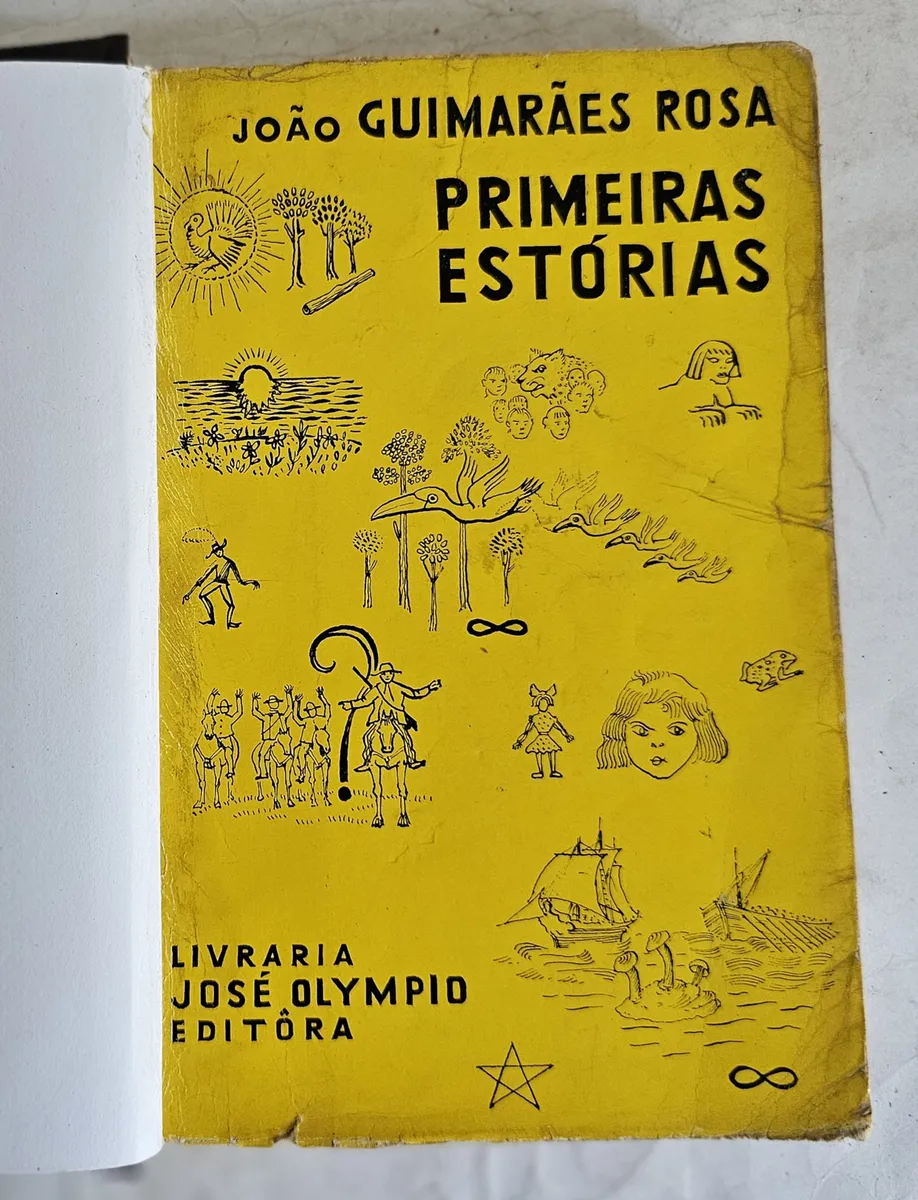 JOÃO GUIMARÃES ROSA
PRIMEIRAS
ESTÓRIAS
LIVRARIA
JOSÉ OLYMPIO
EDITÔRA